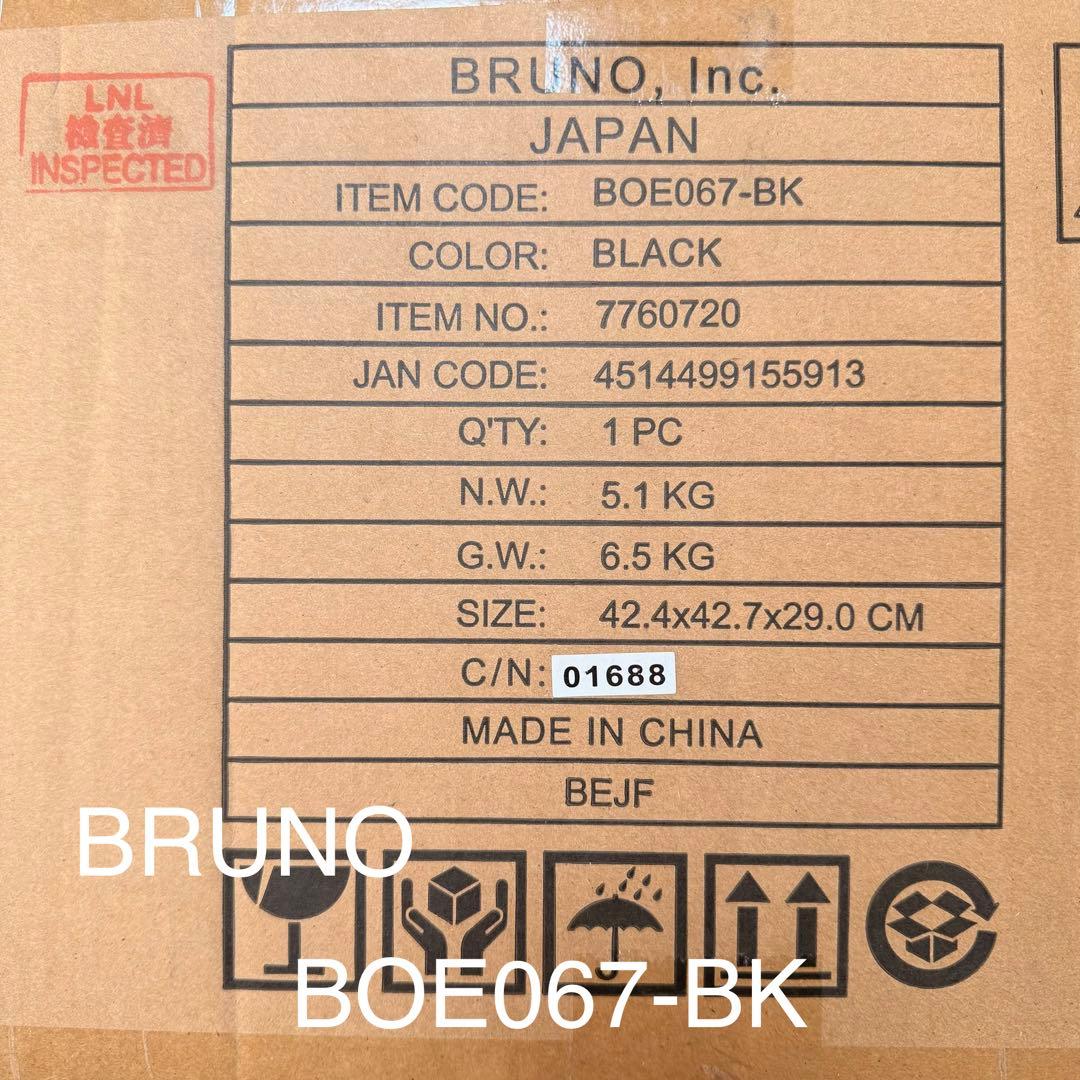 LNL
検査済
INSPECTED
BRUNO, Inc.
JAPAN
ITEM CODE: BOE067-BK
COLOR: BLACK
ITEM NO.: 7760720
JAN CODE: 4514499155913
Q'TY: 1 PC
N.W.: 5.1 KG
G.W.: 6.5 KG
SIZE: 42.4x42.7x29.0 CM
C/N: 01688
MADE IN CHINA
BEJF
BRUNO
BOE067-BK